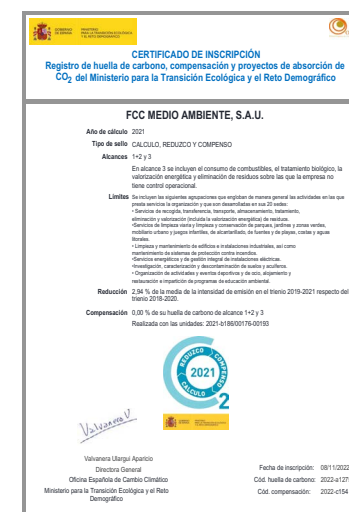 GOBIERNO DE ESPAÑA
MINISTERIO PARA LA TRANSICIÓN ECOLÓGICA Y EL RETO DEMOGRÁFICO
CERTIFICADO DE INSCRIPCIÓN
Registro de huella de carbono, compensación y proyectos de absorción de
CO2 del Ministerio para la Transición Ecológica y el Reto Demográfico
FCC MEDIO AMBIENTE, S.A.U.
Año de cálculo 2021
Tipo de sello CALCULO, REDUZCO Y COMPENSO
Alcances 1+2 y 3
En alcance 3 se incluyen el consumo de combustibles, el tratamiento biológico, la
valorización energética y eliminación de residuos sobre las que la empresa no
tiene control operacional.
Límites Se incluyen las siguientes agrupaciones que engloban de manera general las actividades en las que
presta servicios la organización y que son desarrolladas en sus 20 sedes:
• Servicios de recogida, transferencia, transporte, almacenamiento, tratamiento,
eliminación y valorización (incluida la valorización energética) de residuos.
•Servicios de limpieza viaria y limpieza y conservación de parques, jardines y zonas verdes,
mobiliario urbano y juegos infantiles, de alcantarillado, de fuentes y de playas, costas y aguas
litorales.
• Limpieza y mantenimiento de edificios e instalaciones industriales, así como
mantenimiento de sistemas de protección contra incendios.
•Servicios energéticos y de gestión integral de instalaciones eléctricas.
•Investigación, caracterización y descontaminación de suelos y acuíferos.
• Organización de actividades y eventos deportivos y de ocio, alojamiento y
restauración e impartición de programas de educación ambiental.
Reducción 2,94 % de la media de la intensidad de emisión en el trienio 2019-2021 respecto del
trienio 2018-2020.
Compensación 0,00 % de su huella de carbono de alcance 1+2 y 3
Realizada con las unidades: 2021-b186/00176-00193
REDUZCO COMPENSO
2021
CALCULO
2
Valvanera U
Valvanera Ulargui Aparicio
Directora General
Oficina Española de Cambio Climático
Ministerio para la Transición Ecológica y el Reto
Demográfico
Fecha de inscripción: 08/11/2022
Cód. huella de carbono: 2022-a127
Cód. compensación: 2022-c154